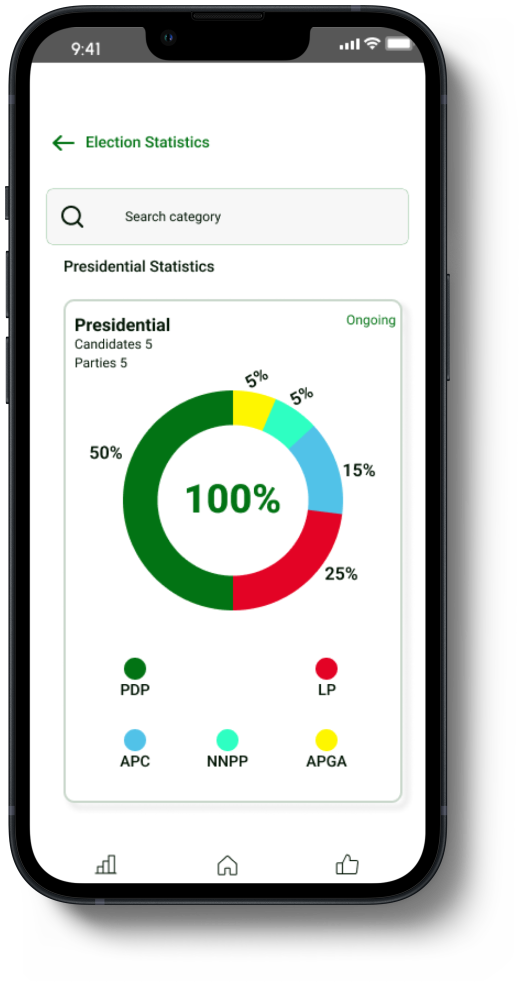 9:41
Election Statistics
Search category
Presidential Statistics
Presidential
Ongoing
Candidates 5
Parties 5
5%
5%
50%
15%
100%
25%
PDP
LP
APC
NNPP
APGA